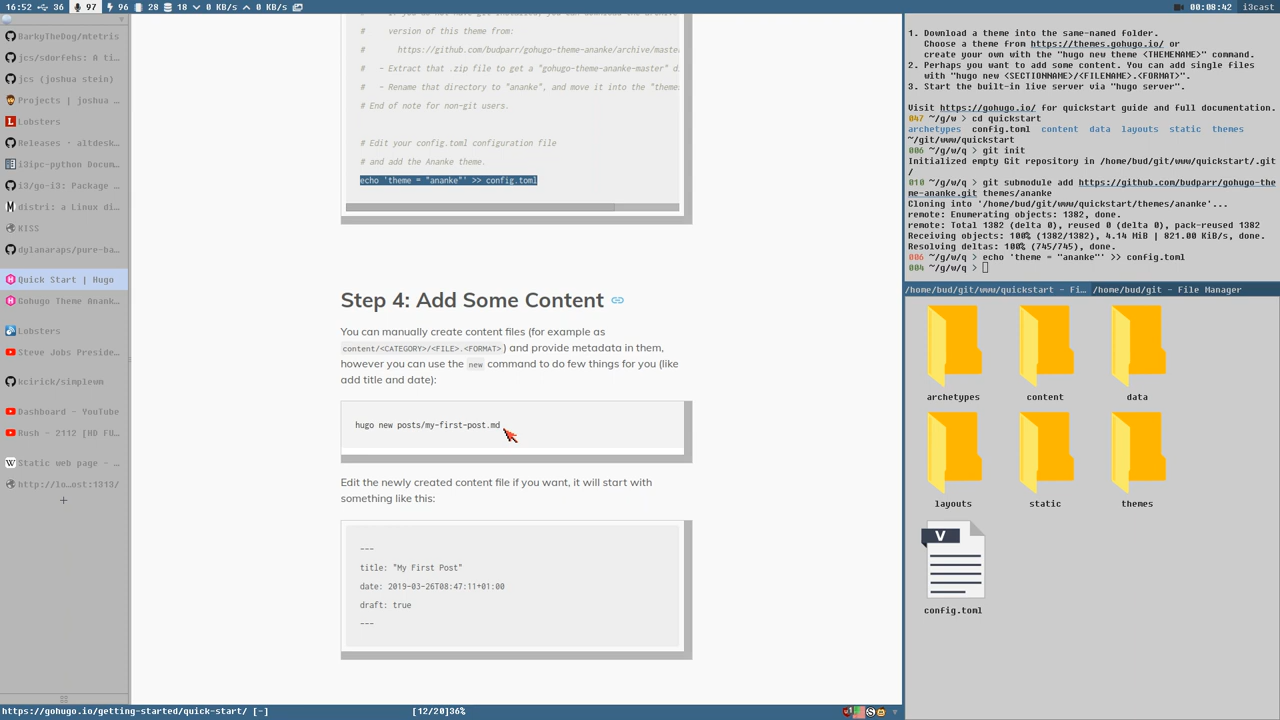 16:52 36 97 96 28 18 0 KB/s 0 KB/s
00:08:42 i3cast
BarkyTheDog/mtetris
jcs/sdorfehs: A ti…
jcs (joshua stein)
Projects | joshua …
Lobsters
Releases · altdesk…
i3ipc-python Docum…
i3/go-i3: Package …
distri: a Linux di…
KISS
dylanaraps/pure-ba…
Quick Start | Hugo
Gohugo Theme Anank…
Lobsters
Steve Jobs Preside…
kcirick/simplewm
Dashboard - YouTube
Rush - 2112 [HD FU…
Static web page - …
http://lo…ost:1313/
#     version of this theme from:
#       https://github.com/budparr/gohugo-theme-ananke/archive/master
#   - Extract that .zip file to get a "gohugo-theme-ananke-master" d
#   - Rename that directory to "ananke", and move it into the "theme
# End of note for non-git users.
# Edit your config.toml configuration file
# and add the Ananke theme.
echo 'theme = "ananke"' >> config.toml
Step 4: Add Some Content
You can manually create content files (for example as
content/<CATEGORY>/<FILE>.<FORMAT>) and provide metadata in them,
however you can use the new command to do few things for you (like
add title and date):
hugo new posts/my-first-post.md
Edit the newly created content file if you want, it will start with
something like this:
---
title: "My First Post"
date: 2019-03-26T08:47:11+01:00
draft: true
---
https://gohugo.io/getting-started/quick-start/ [-]
[12/20]36%
1. Download a theme into the same-named folder.
   Choose a theme from https://themes.gohugo.io/ or
   create your own with the "hugo new theme <THEMENAME>" command.
2. Perhaps you want to add some content. You can add single files
   with "hugo new <SECTIONNAME>/<FILENAME>.<FORMAT>".
3. Start the built-in live server via "hugo server".
Visit https://gohugo.io/ for quickstart guide and full documentation.
047 ~/g/w > cd quickstart
archetypes  config.toml  content  data  layouts  static  themes
~/git/www/quickstart
006 ~/g/w/q > git init
Initialized empty Git repository in /home/bud/git/www/quickstart/.git
/
010 ~/g/w/q > git submodule add https://github.com/budparr/gohugo-the
me-ananke.git themes/ananke
Cloning into '/home/bud/git/www/quickstart/themes/ananke'...
remote: Enumerating objects: 1382, done.
remote: Total 1382 (delta 0), reused 0 (delta 0), pack-reused 1382
Receiving objects: 100% (1382/1382), 4.14 MiB | 821.00 KiB/s, done.
Resolving deltas: 100% (745/745), done.
006 ~/g/w/q > echo 'theme = "ananke"' >> config.toml
004 ~/g/w/q >
/home/bud/git/www/quickstart - Fi… /home/bud/git - File Manager
archetypes content data
layouts static themes
V
config.toml